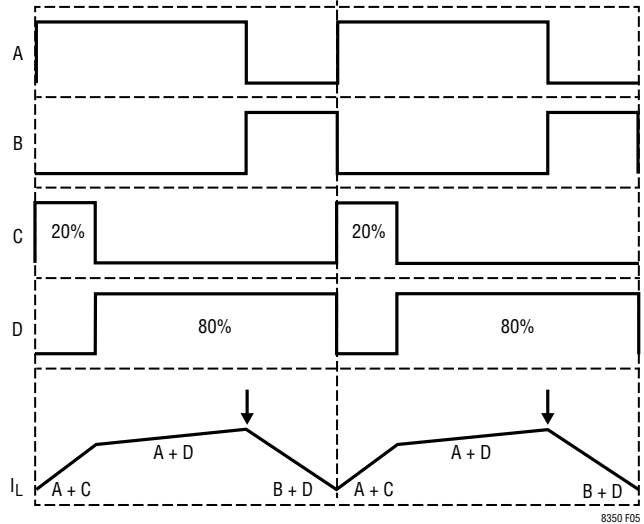 A
B
C
20%
20%
D
80%
80%
A + D
A + D
I_L
A + C
B + D
A + C
B + D
8350 F05